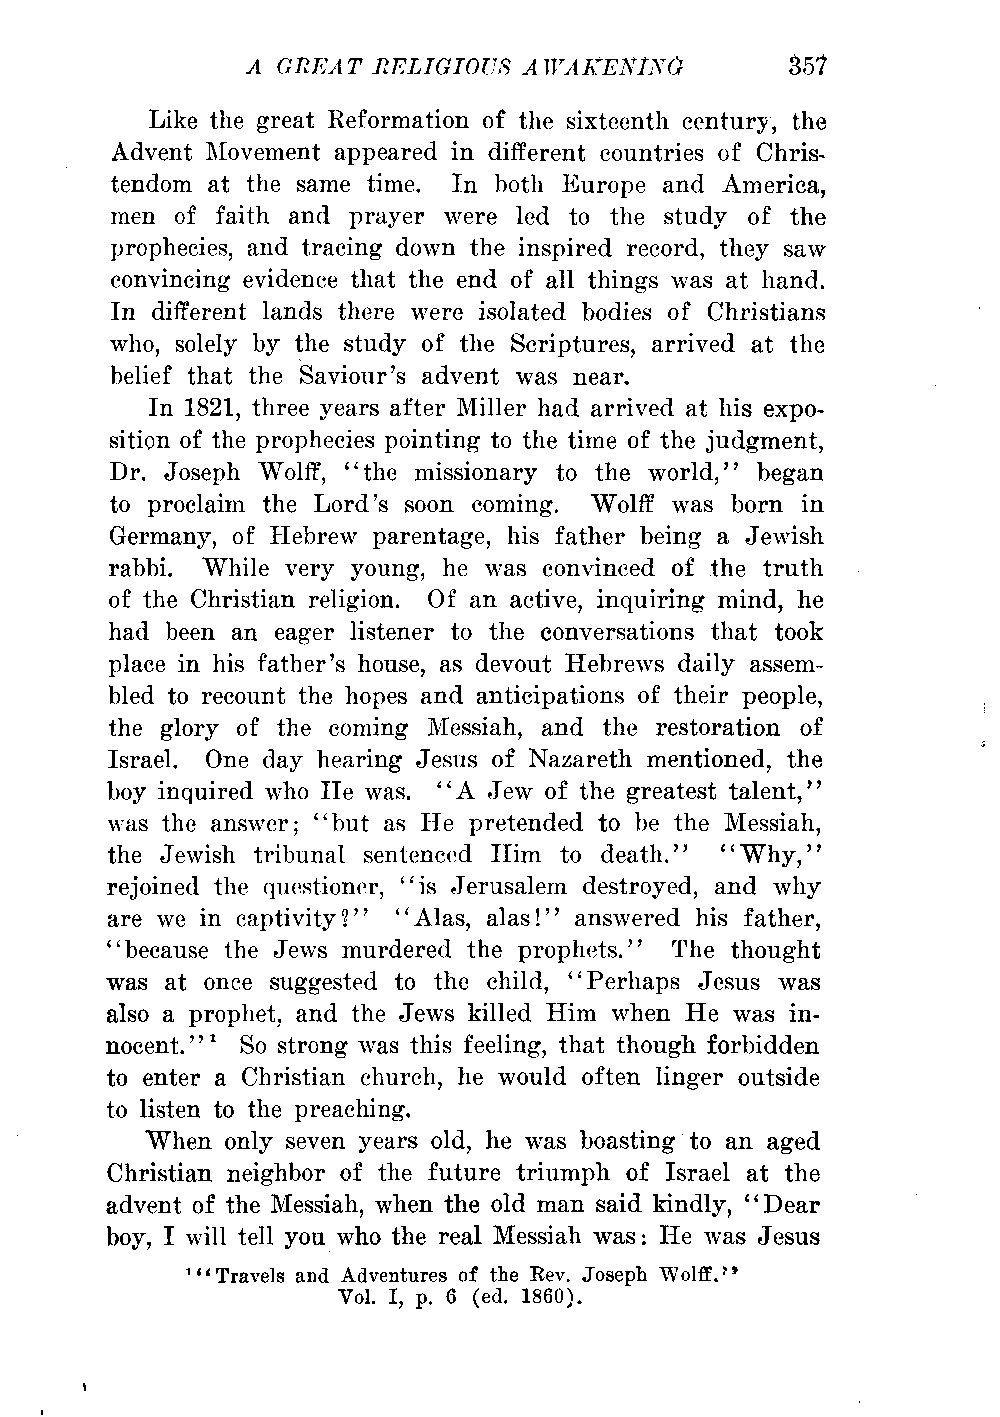 A GREAT RELIGIOUS AWAKENING 357
Like the great Reformation of the sixteenth century, the
Advent Movement appeared in different countries of Chris-
tendom at the same time. In both Europe and America,
men of faith and prayer were led to the study of the
prophecies, and tracing down the inspired record, they saw
convincing evidence that the end of all things was at hand.
In different lands there were isolated bodies of Christians
who, solely by the study of the Scriptures, arrived at the
belief that the Saviour's advent was near.
In 1821, three years after Miller had arrived at his expo-
sition of the prophecies pointing to the time of the judgment,
Dr. Joseph Wolff, "the missionary to the world," began
to proclaim the Lord's soon coming. Wolff was born in
Germany, of Hebrew parentage, his father being a Jewish
rabbi. While very young, he was convinced of the truth
of the Christian religion. Of an active, inquiring mind, he
had been an eager listener to the conversations that took
place in his father's house, as devout Hebrews daily assem-
bled to recount the hopes and anticipations of their people,
the glory of the coming Messiah, and the restoration of
Israel. One day hearing Jesus of Nazareth mentioned, the
boy inquired who He was. "A Jew of the greatest talent,"
was the answer; "but as He pretended to be the Messiah,
the Jewish tribunal sentenced Him to death." "Why,"
rejoined the questioner, "is Jerusalem destroyed, and why
are we in captivity?" "Alas, alas!" answered his father,
"because the Jews murdered the prophets." The thought
was at once suggested to the child, "Perhaps Jesus was
also a prophet, and the Jews killed Him when He was in-
nocent."¹ So strong was this feeling, that though forbidden
to enter a Christian church, he would often linger outside
to listen to the preaching.
When only seven years old, he was boasting to an aged
Christian neighbor of the future triumph of Israel at the
advent of the Messiah, when the old man said kindly, "Dear
boy, I will tell you who the real Messiah was: He was Jesus
¹"Travels and Adventures of the Rev. Joseph Wolff."
Vol. I, p. 6 (ed. 1860).